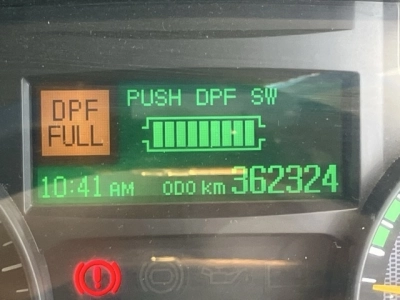 DPF
FULL
PUSH DPF SW
10:41 AM
ODO km 362324